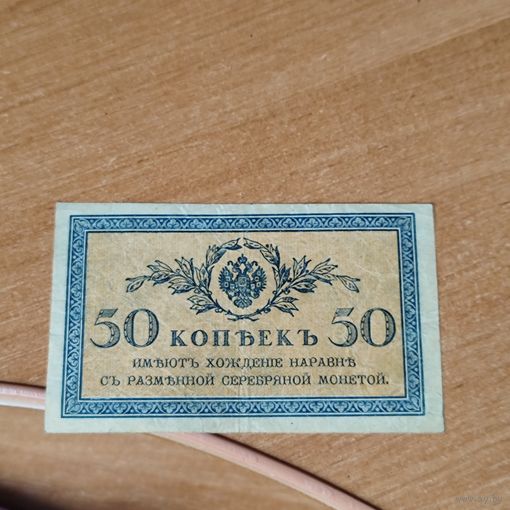 50 КОПѢЕКЪ 50
ИМѢЮТЪ ХОЖДЕНІЕ НАРАВНѢ
СЪ РАЗМѢННОЙ СЕРЕБРЯНОЙ МОНЕТОЙ.